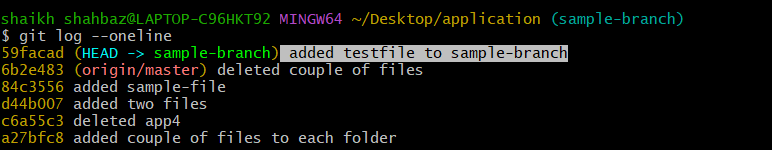 shaikh shahbaz@LAPTOP-C96HKT92 MINGW64 ~/Desktop/application (sample-branch)
$ git log --oneline
59facad (HEAD -> sample-branch) added testfile to sample-branch
6b2e483 (origin/master) deleted couple of files
84c3556 added sample-file
d44b007 added two files
c6a55c3 deleted app4
a27bfc8 added couple of files to each folder